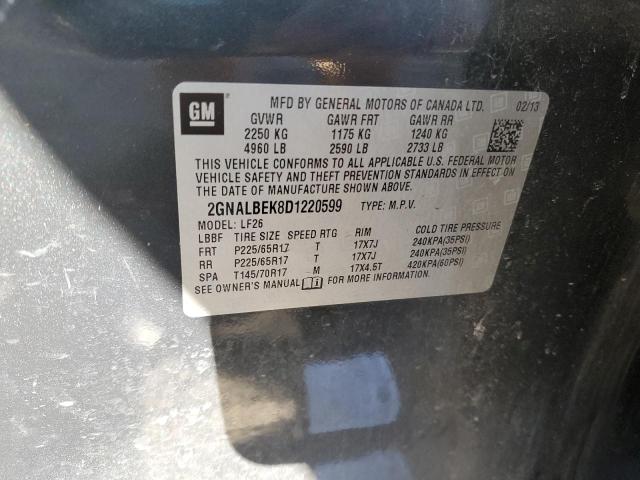 GM
MFD BY GENERAL MOTORS OF CANADA LTD. 02/13
GVWR GAWR FRT GAWR RR
2250 KG 1175 KG 1240 KG
4960 LB 2590 LB 2733 LB
THIS VEHICLE CONFORMS TO ALL APPLICABLE U.S. FEDERAL MOTOR
VEHICLE SAFETY AND THEFT PREVENTION STANDARDS IN EFFECT ON
THE DATE OF MANUFACTURE SHOWN ABOVE.
2GNALBEK8D1220599 TYPE: M.P.V.
MODEL: LF26
LBBF TIRE SIZE SPEED RTG RIM COLD TIRE PRESSURE
FRT P225/65R17 T 17X7J 240KPA(35PSI)
RR P225/65R17 T 17X7J 240KPA(35PSI)
SPA T145/70R17 M 17X4.5T 420KPA(60PSI)
SEE OWNER'S MANUAL FOR MORE INFORMATION.